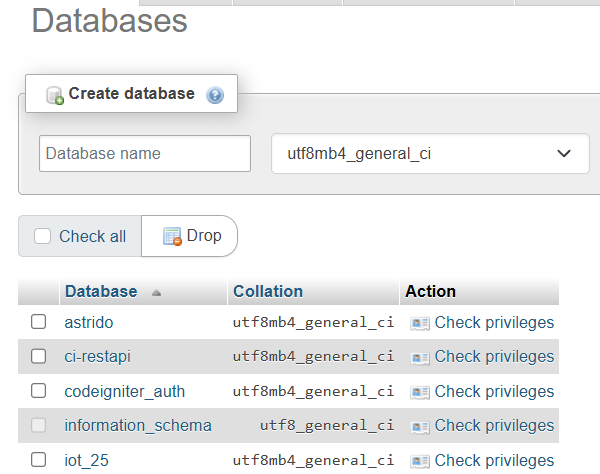 Databases
Create database
Database name utf8mb4_general_ci
Check all Drop
Database Collation Action
astrido utf8mb4_general_ci Check privileges
ci-restapi utf8mb4_general_ci Check privileges
codeigniter_auth utf8mb4_general_ci Check privileges
information_schema utf8_general_ci Check privileges
iot_25 utf8mb4_general_ci Check privileges